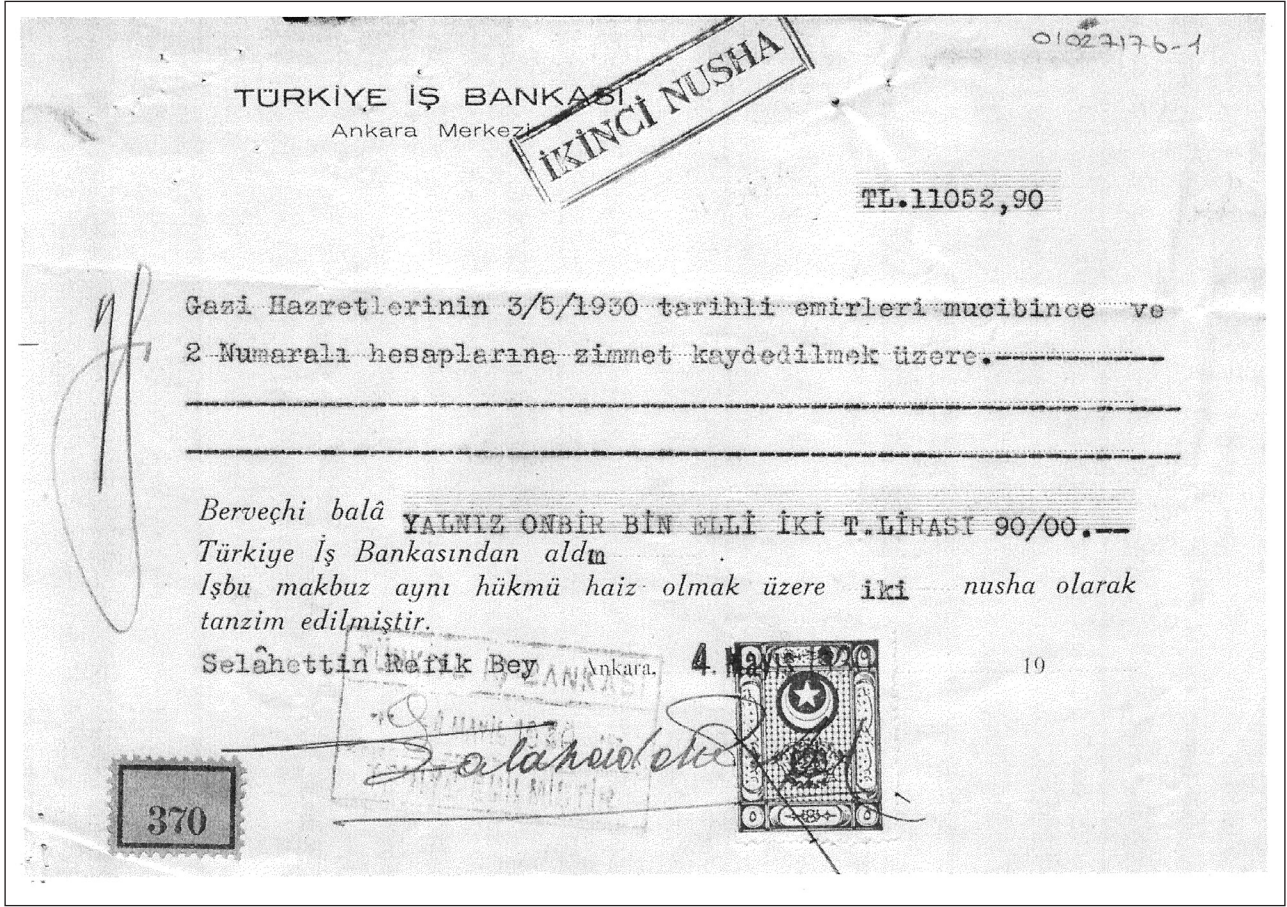 01027176-1
TÜRKİYE İŞ BANKASI
Ankara Merkezi
İKİNCİ NUSHA
TL.11052,90
Gazi Hazretlerinin 3/5/1930 tarihli emirleri mucibince ve
2 Numaralı hesaplarına zimmet kaydedilmek üzere.
Berveçhi balâ YALNIZ ONBİR BİN ELLİ İKİ T.LİRASI 90/00.--
Türkiye İş Bankasından aldım
Işbu makbuz aynı hükmü haiz olmak üzere iki nusha olarak
tanzim edilmiştir.
Selâhettin Refik Bey Ankara, 4. Mayıs 19
370